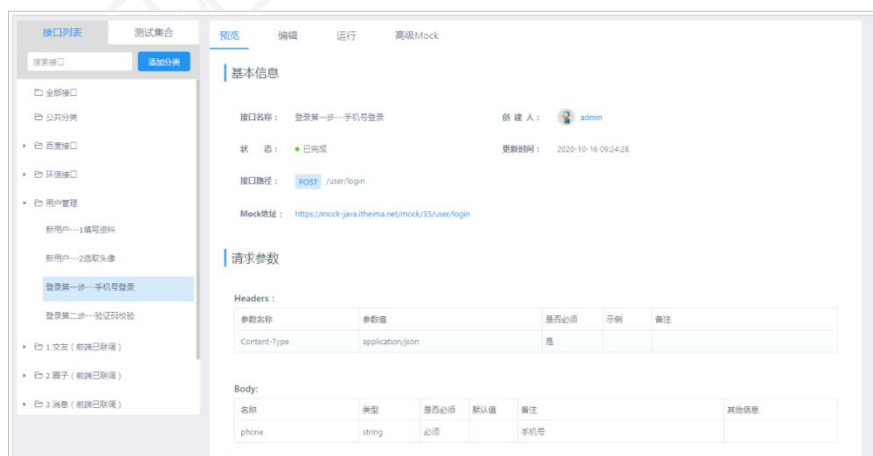 接口列表
测试集合
搜索接口
添加分类
全部接口
公共分类
百度接口
环信接口
用户管理
新用户---1填写资料
新用户---2选取头像
登录第一步---手机号登录
登录第二步---验证码校验
1 交友（前端已联调）
2 圈子（前端已联调）
3 消息（前端已联调）
预览 编辑 运行 高级Mock
基本信息
接口名称： 登录第一步---手机号登录 创 建 人： admin
状 态： 已完成 更新时间： 2020-10-16 09:24:28
接口路径： POST /user/login
Mock地址： https://mock-java.itheima.net/mock/35/user/login
请求参数
Headers：
参数名称 参数值 是否必须 示例 备注
Content-Type application/json 是
Body:
名称 类型 是否必须 默认值 备注 其他信息
phone string 必须 手机号